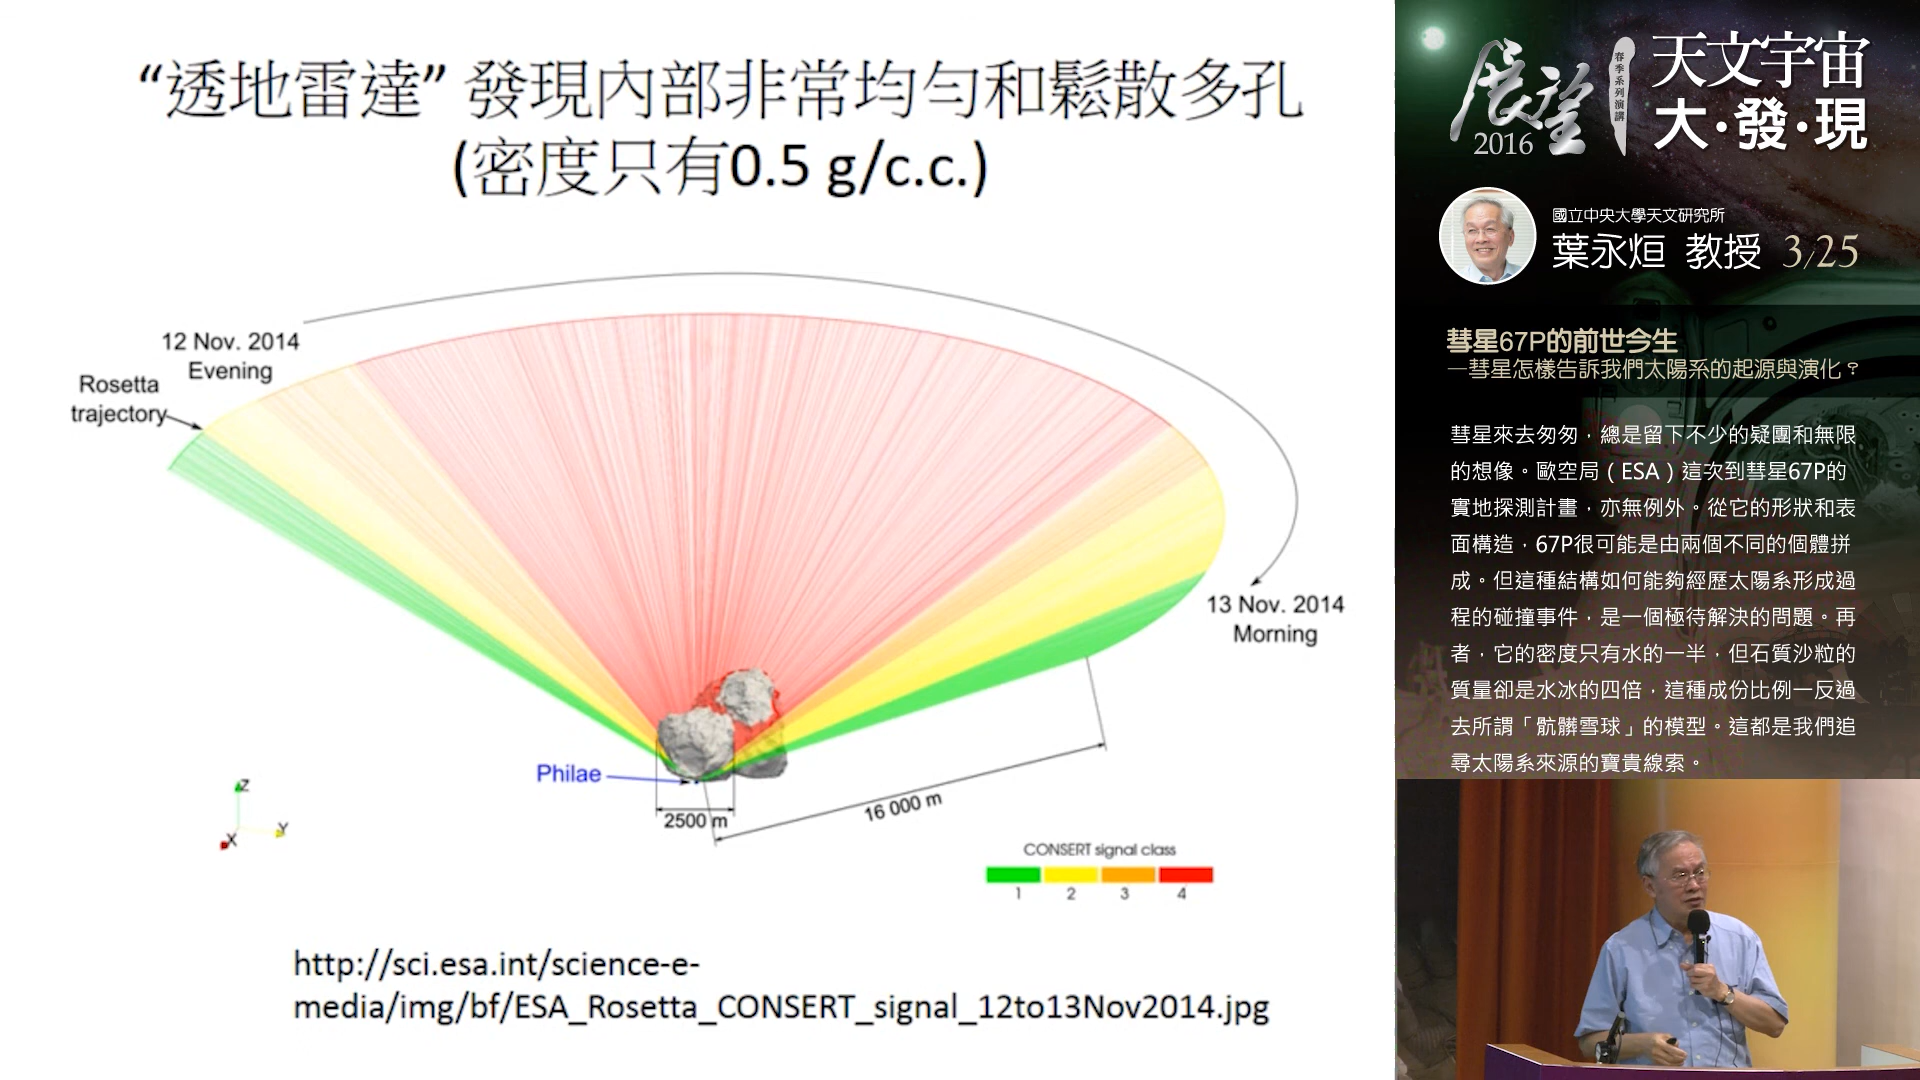 “透地雷達” 發現內部非常均勻和鬆散多孔
(密度只有0.5 g/c.c.)
12 Nov. 2014
Evening
Rosetta
trajectory
13 Nov. 2014
Morning
Philae
2500 m
16 000 m
Z
Y
X
CONSERT signal class
1 2 3 4
http://sci.esa.int/science-e-
media/img/bf/ESA_Rosetta_CONSERT_signal_12to13Nov2014.jpg
展望
2016
春季系列演講
天文宇宙
大·發·現
國立中央大學天文研究所
葉永烜 教授 3/25
彗星67P的前世今生
—彗星怎樣告訴我們太陽系的起源與演化？
彗星來去匆匆，總是留下不少的疑團和無限
的想像。歐空局（ESA）這次到彗星67P的
實地探測計畫，亦無例外。從它的形狀和表
面構造，67P很可能是由兩個不同的個體拼
成。但這種結構如何能夠經歷太陽系形成過
程的碰撞事件，是一個極待解決的問題。再
者，它的密度只有水的一半，但石質沙粒的
質量卻是水冰的四倍，這種成份比例一反過
去所謂「骯髒雪球」的模型。這都是我們追
尋太陽系來源的寶貴線索。